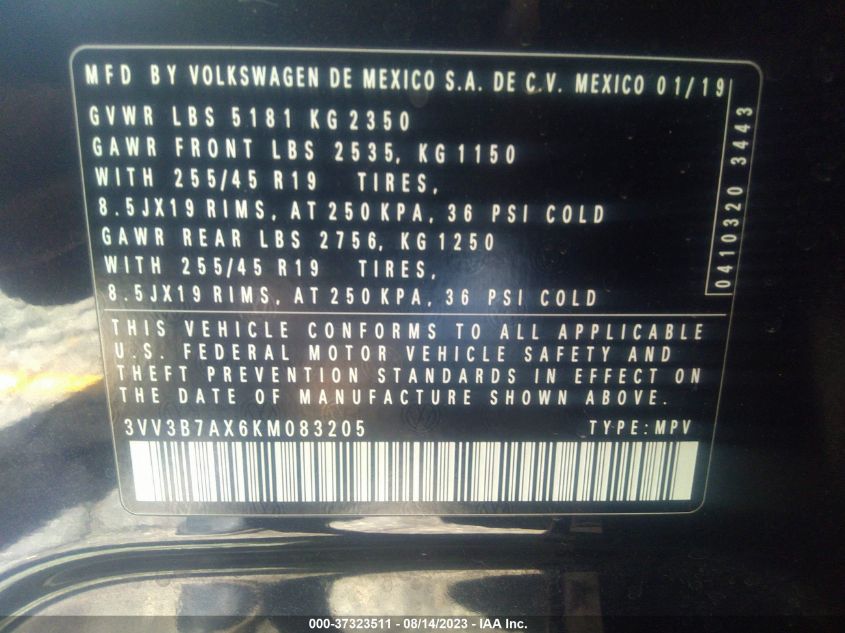 MFD BY VOLKSWAGEN DE MEXICO S.A. DE C.V. MEXICO 01/19
GVWR LBS 5181 KG 2350
GAWR FRONT LBS 2535, KG 1150
WITH 255/45 R19 TIRES,
8.5JX19 RIMS, AT 250 KPA, 36 PSI COLD
GAWR REAR LBS 2756, KG 1250
WITH 255/45 R19 TIRES,
8.5JX19 RIMS, AT 250 KPA, 36 PSI COLD
0410320 3443
THIS VEHICLE CONFORMS TO ALL APPLICABLE
U.S. FEDERAL MOTOR VEHICLE SAFETY AND
THEFT PREVENTION STANDARDS IN EFFECT ON
THE DATE OF MANUFACTURE SHOWN ABOVE.
3VV3B7AX6KM083205 TYPE: MPV
000-37323511 - 08/14/2023 - IAA Inc.